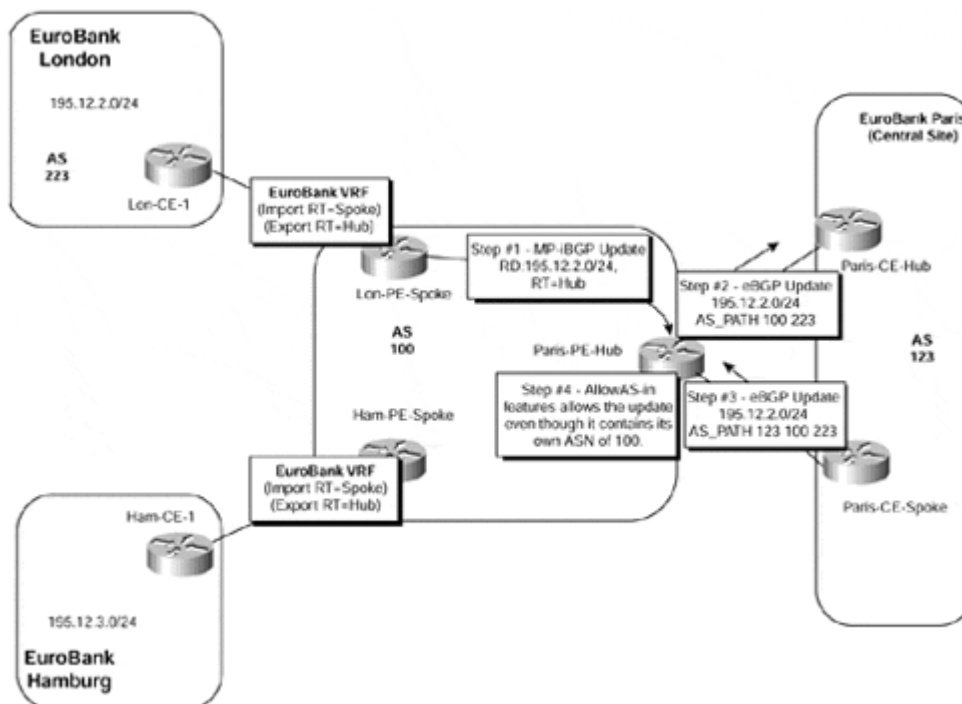 EuroBank
London
195.12.2.0/24
AS
223
Lon-CE-1
EuroBank VRF
(Import RT=Spoke)
(Export RT=Hub)
Lon-PE-Spoke
Step #1 - MP-iBGP Update
RD:195.12.2.0/24,
RT=Hub
AS
100
Paris-PE-Hub
EuroBank Paris
(Central Site)
Paris-CE-Hub
Step #2 - eBGP Update
195.12.2.0/24
AS_PATH 100 223
AS
123
Step #4 - AllowAS-in
features allows the update
even though it contains its
own ASN of 100.
Step #3 - eBGP Update
195.12.2.0/24
AS_PATH 123 100 223
Paris-CE-Spoke
Ham-PE-Spoke
EuroBank VRF
(Import RT=Spoke)
(Export RT=Hub)
Ham-CE-1
195.12.3.0/24
EuroBank
Hamburg